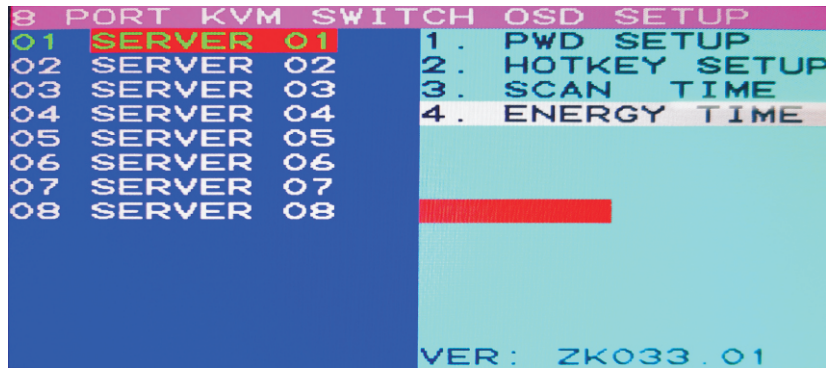 8 PORT KVM SWITCH OSD SETUP
01 SERVER 01
02 SERVER 02
03 SERVER 03
04 SERVER 04
05 SERVER 05
06 SERVER 06
07 SERVER 07
08 SERVER 08
1. PWD SETUP
2. HOTKEY SETUP
3. SCAN TIME
4. ENERGY TIME
VER: ZK033.01